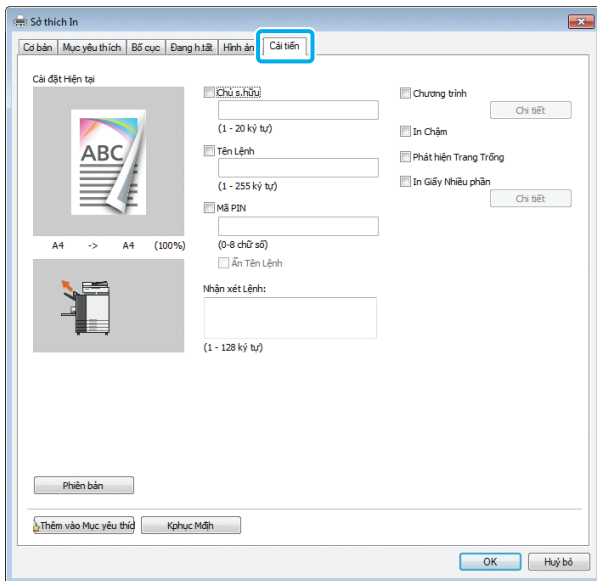 Sở thích In
Cơ bản Mục yêu thích Bố cục Đang h.tất Hình ản Cải tiến
Cài đặt Hiện tại
ABC
A4 -> A4 (100%)
Chủ s.hữu
(1 - 20 ký tự)
Tên Lệnh
(1 - 255 ký tự)
Mã PIN
(0-8 chữ số)
Ẩn Tên Lệnh
Nhận xét Lệnh:
(1 - 128 ký tự)
Chương trình
Chi tiết
In Chậm
Phát hiện Trang Trống
In Giấy Nhiều phần
Chi tiết
Phiên bản
Thêm vào Mục yêu thíd Kphục Mđịh
OK Huỷ bỏ